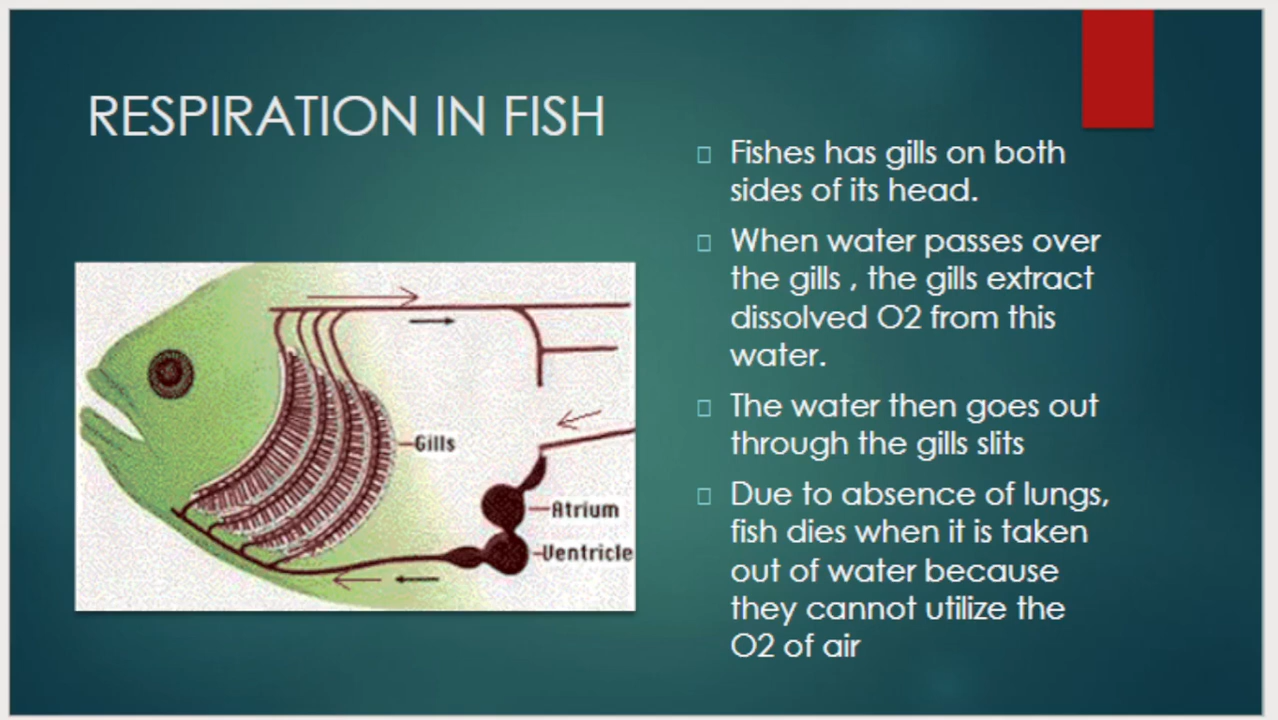 RESPIRATION IN FISH
Fishes has gills on both
sides of its head.
When water passes over
the gills , the gills extract
dissolved O2 from this
water.
The water then goes out
through the gills slits
Due to absence of lungs,
fish dies when it is taken
out of water because
they cannot utilize the
O2 of air
Gills
Atrium
Ventricle